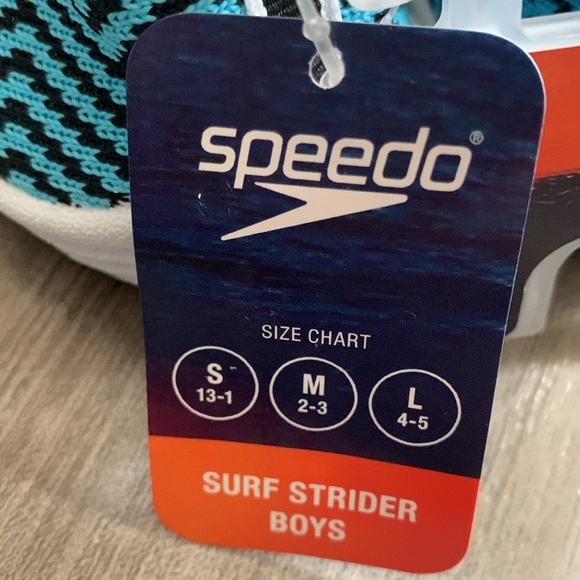 speedo®
SIZE CHART
S
13-1
M
2-3
L
4-5
SURF STRIDER
BOYS